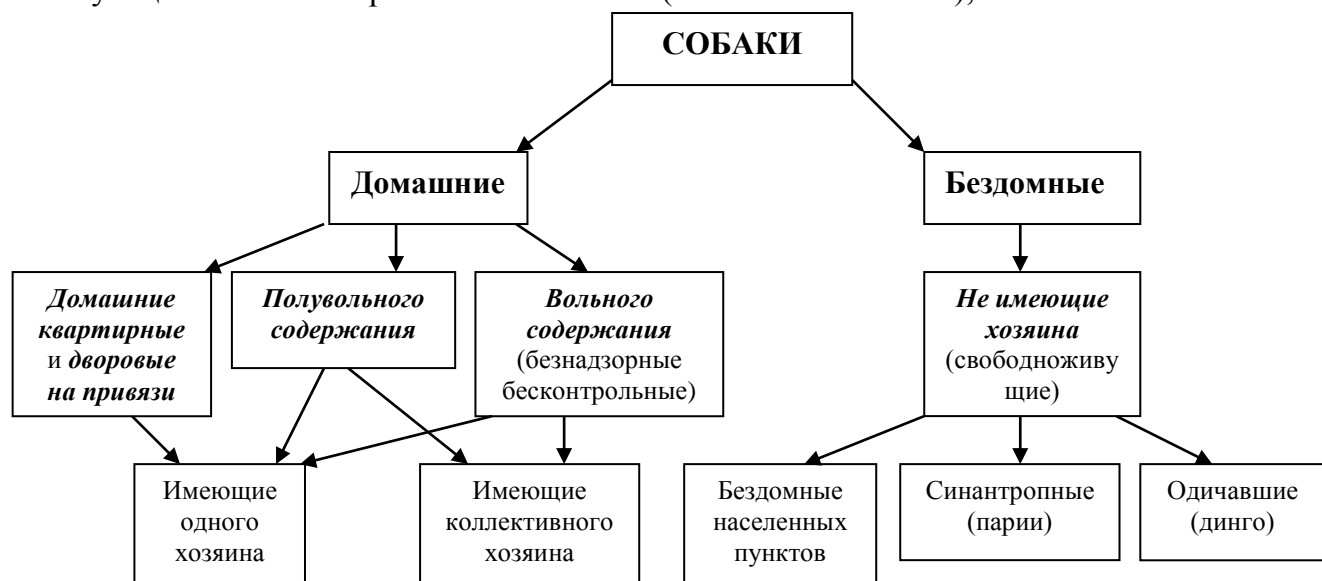 СОБАКИ
Домашние
Бездомные
Домашние
квартирные
и дворовые
на привязи
Полувольного
содержания
Вольного
содержания
(безнадзорные
бесконтрольные)
Не имеющие
хозяина
(свободноживу
щие)
Имеющие
одного
хозяина
Имеющие
коллективного
хозяина
Бездомные
населенных
пунктов
Синантропные
(парии)
Одичавшие
(динго)